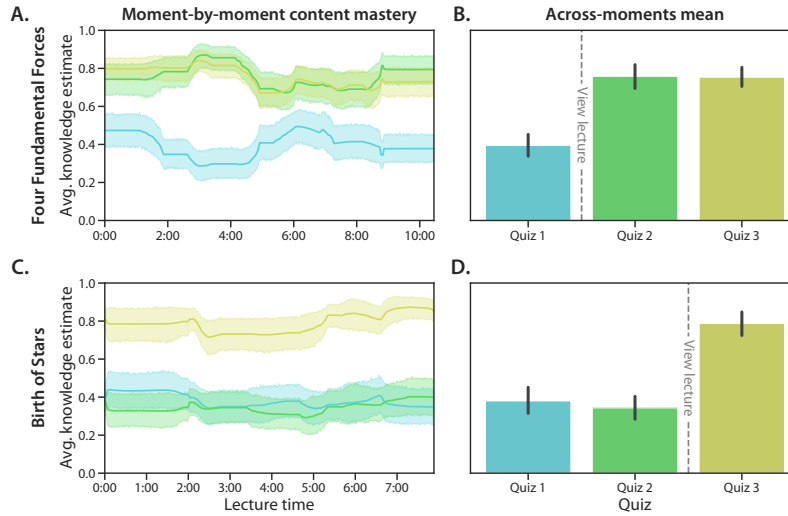 Moment-by-moment content mastery
Across-moments mean
A.
B.
Four Fundamental Forces
Avg. knowledge estimate
1.0
0.8
0.6
0.4
0.2
0.0
0:00 2:00 4:00 6:00 8:00 10:00
View lecture
Quiz 1 Quiz 2 Quiz 3
C.
D.
Birth of Stars
Avg. knowledge estimate
1.0
0.8
0.6
0.4
0.2
0.0
0:00 1:00 2:00 3:00 4:00 5:00 6:00 7:00
Lecture time
View lecture
Quiz 1 Quiz 2 Quiz 3
Quiz